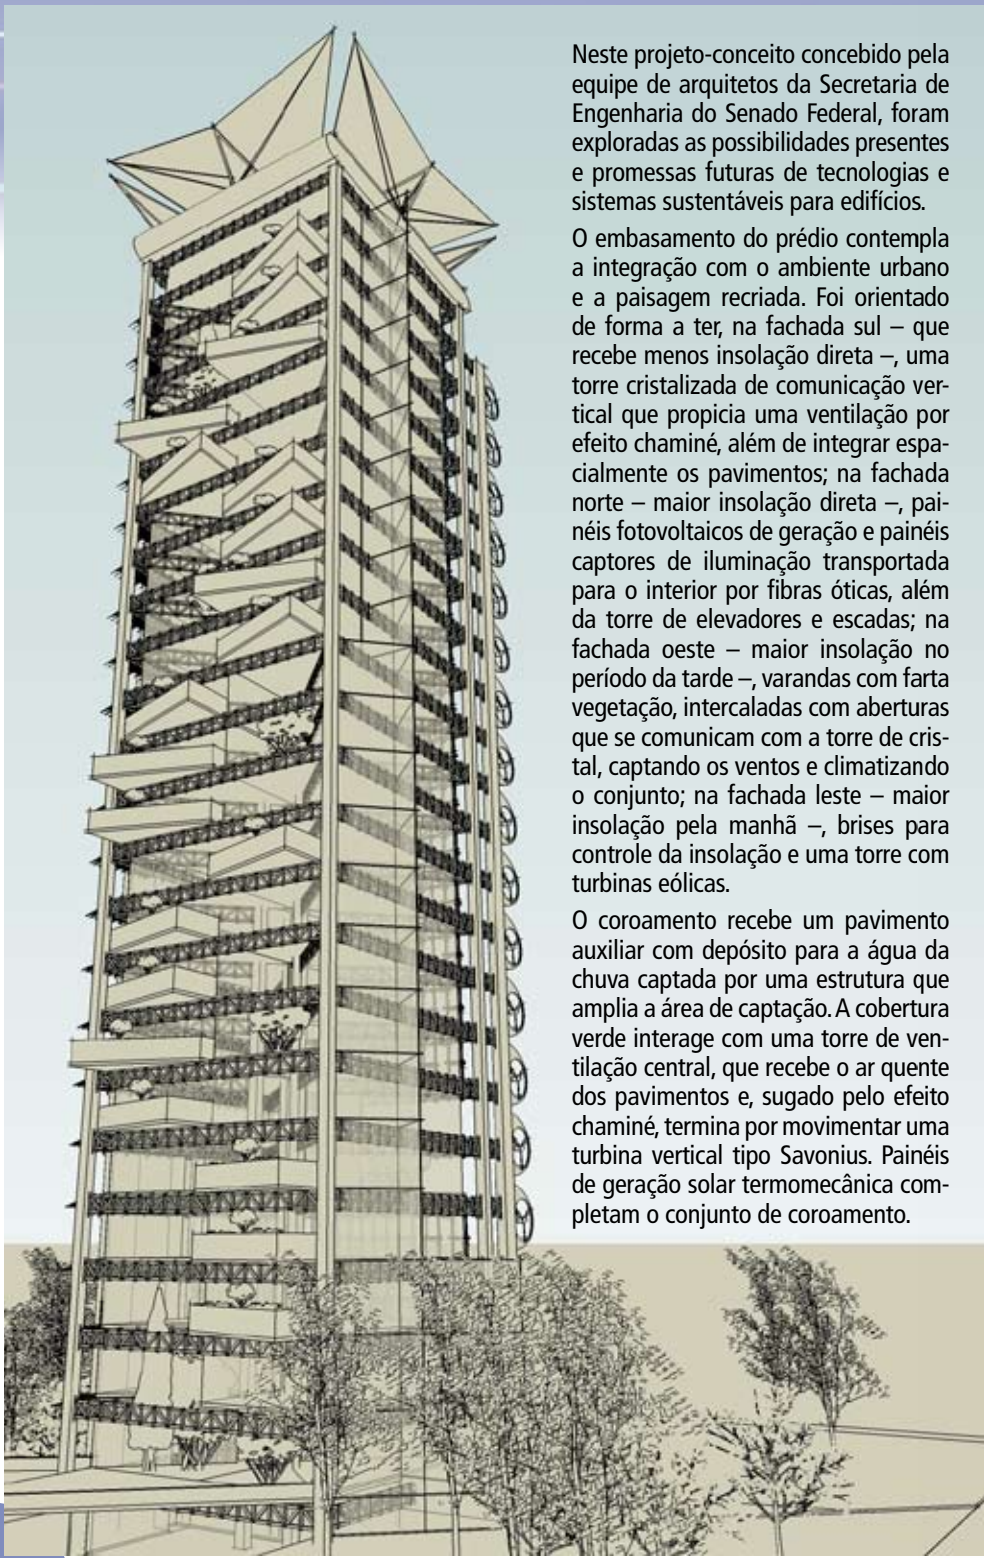 Neste projeto-conceito concebido pela
equipe de arquitetos da Secretaria de
Engenharia do Senado Federal, foram
exploradas as possibilidades presentes
e promessas futuras de tecnologias e
sistemas sustentáveis para edifícios.
O embasamento do prédio contempla
a integração com o ambiente urbano
e a paisagem recriada. Foi orientado
de forma a ter, na fachada sul – que
recebe menos insolação direta –, uma
torre cristalizada de comunicação ver-
tical que propicia uma ventilação por
efeito chaminé, além de integrar espa-
cialmente os pavimentos; na fachada
norte – maior insolação direta –, pai-
néis fotovoltaicos de geração e painéis
captores de iluminação transportada
para o interior por fibras óticas, além
da torre de elevadores e escadas; na
fachada oeste – maior insolação no
período da tarde –, varandas com farta
vegetação, intercaladas com aberturas
que se comunicam com a torre de cris-
tal, captando os ventos e climatizando
o conjunto; na fachada leste – maior
insolação pela manhã –, brises para
controle da insolação e uma torre com
turbinas eólicas.
O coroamento recebe um pavimento
auxiliar com depósito para a água da
chuva captada por uma estrutura que
amplia a área de captação. A cobertura
verde interage com uma torre de ven-
tilação central, que recebe o ar quente
dos pavimentos e, sugado pelo efeito
chaminé, termina por movimentar uma
turbina vertical tipo Savonius. Painéis
de geração solar termomecânica com-
pletam o conjunto de coroamento.